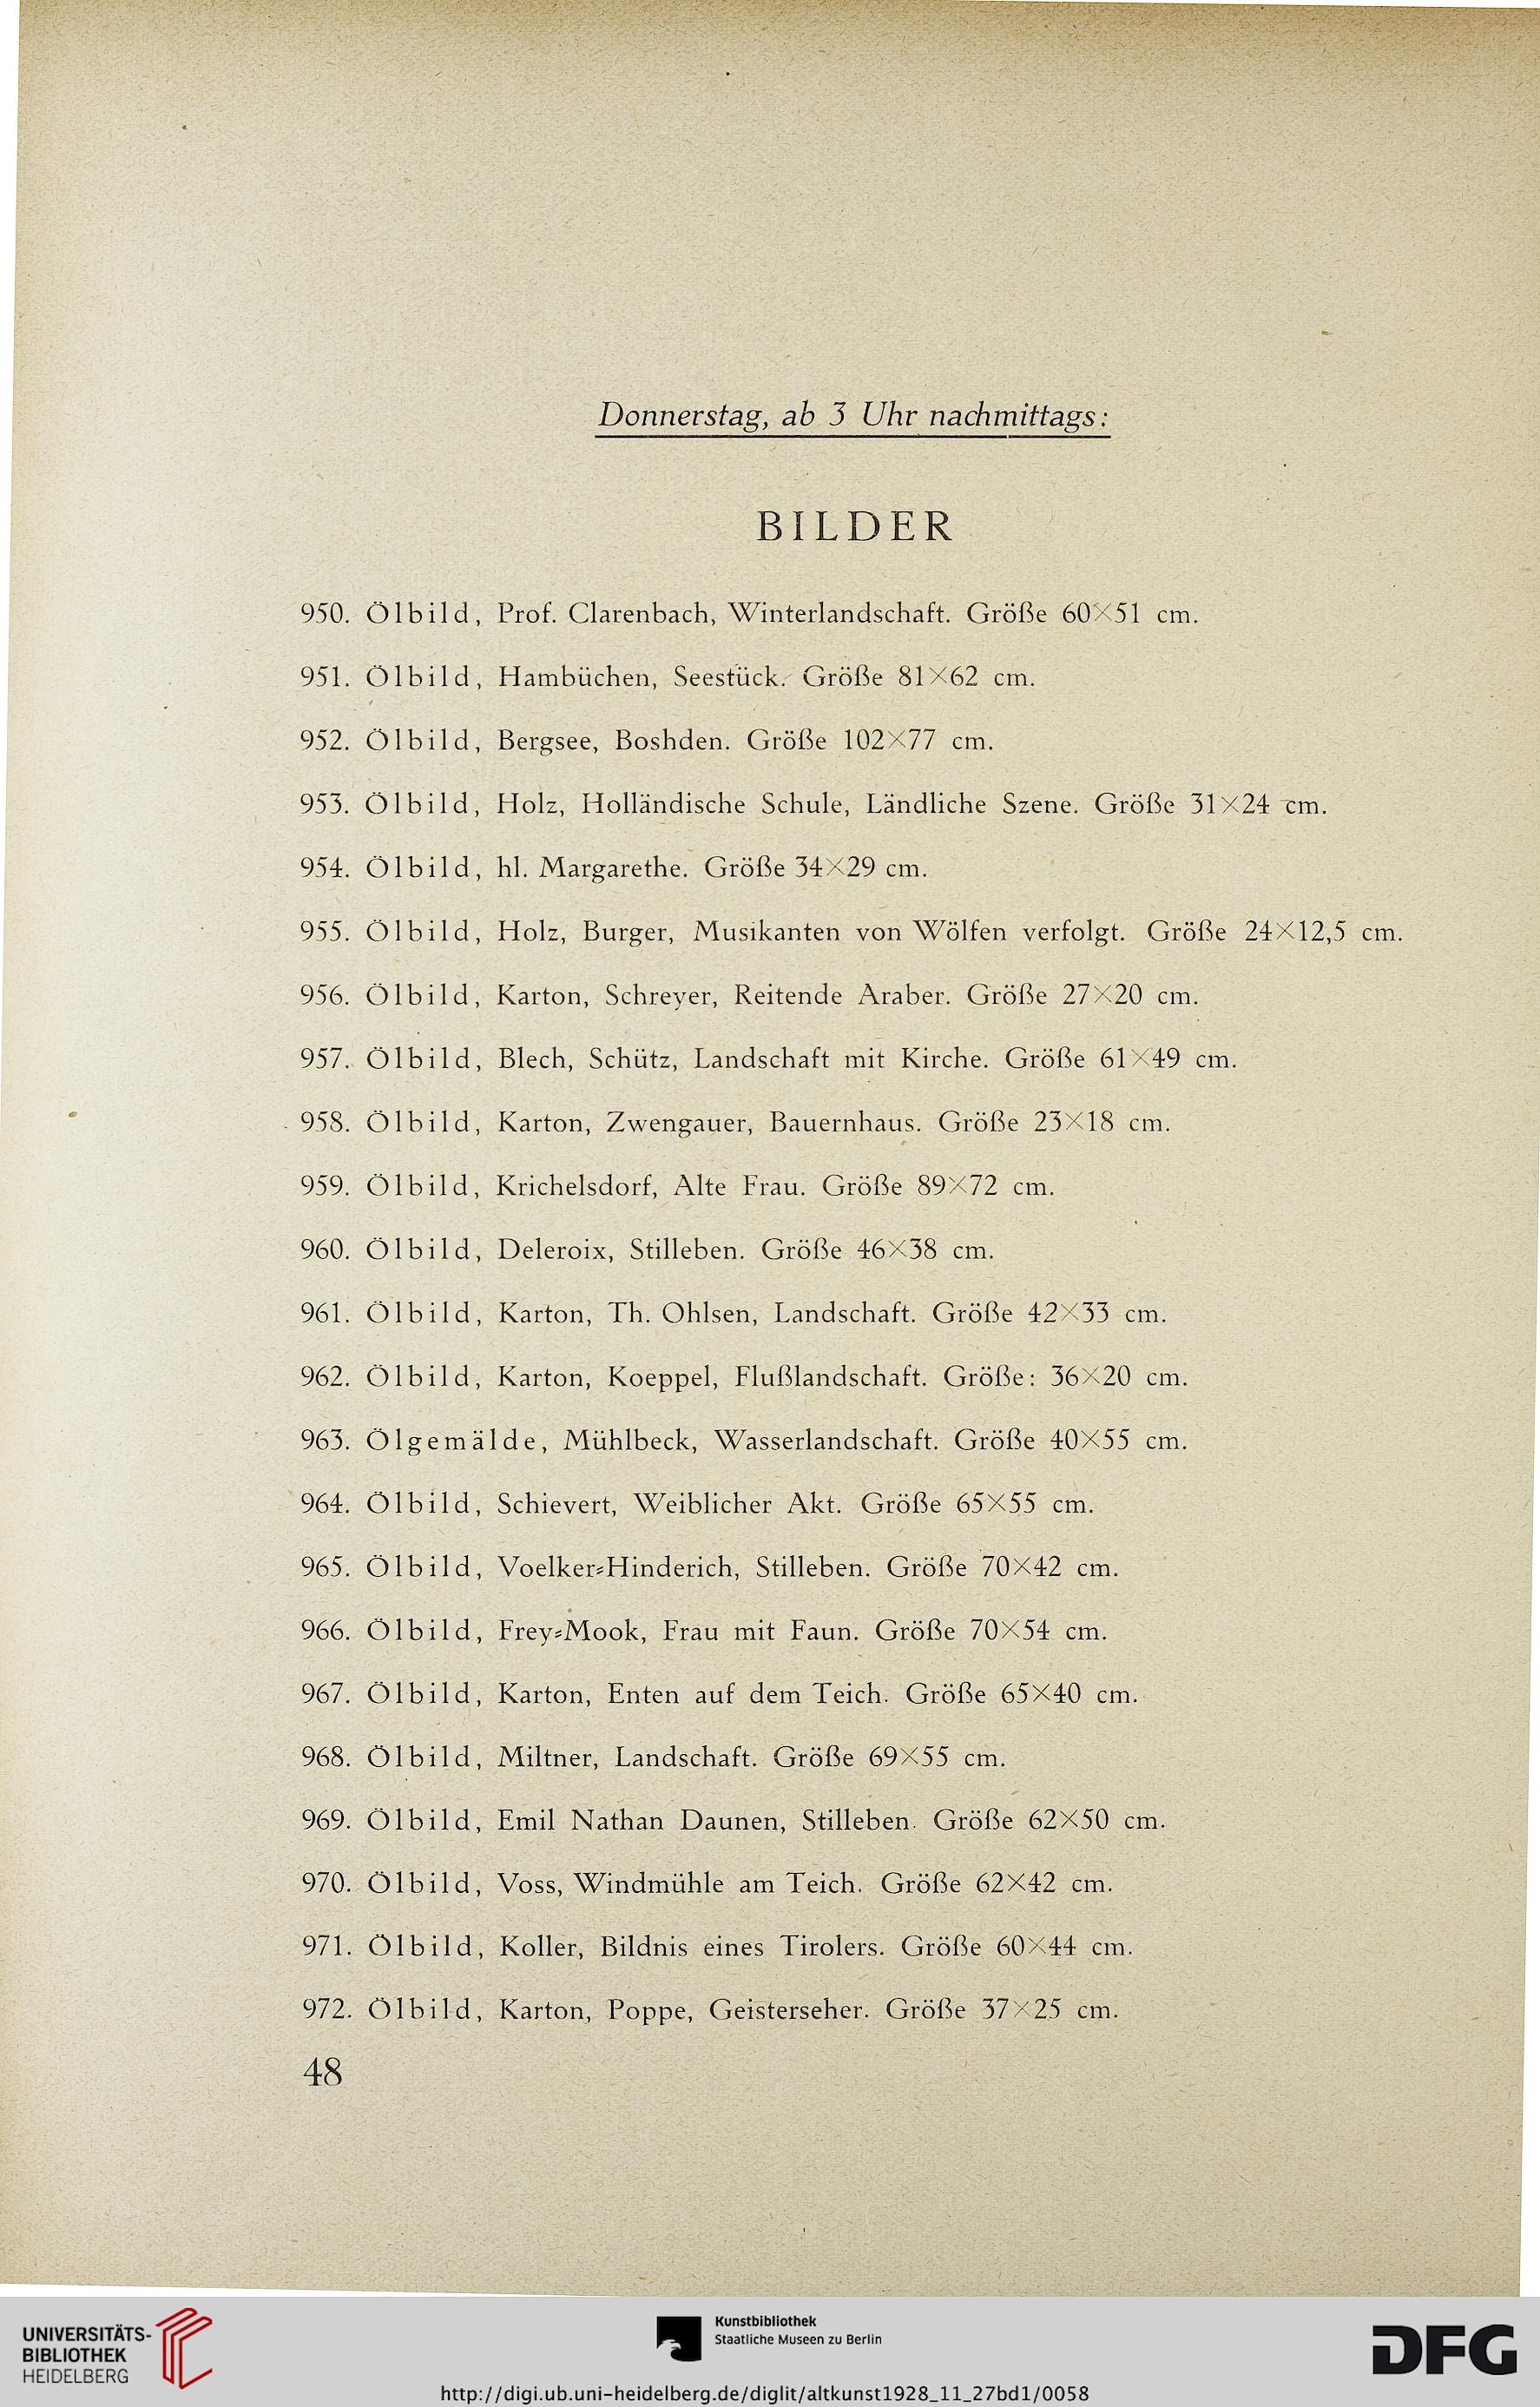 Donnerstag, ab 3 Uhr nachmittags:
BILDER
950. Ölbild, Prof. Clarenbach, Winterlandschaft. Größe 60×51 cm.
951. Ölbild, Hambüchen, Seestück. Größe 81×62 cm.
952. Ölbild, Bergsee, Boshden. Größe 102×77 cm.
953. Ölbild, Holz, Holländische Schule, Ländliche Szene. Größe 31×24 cm.
954. Ölbild, hl. Margarethe. Größe 34×29 cm.
955. Ölbild, Holz, Burger, Musikanten von Wölfen verfolgt. Größe 24×12,5 cm.
956. Ölbild, Karton, Schreyer, Reitende Araber. Größe 27×20 cm.
957. Ölbild, Blech, Schütz, Landschaft mit Kirche. Größe 61×49 cm.
958. Ölbild, Karton, Zwengauer, Bauernhaus. Größe 23×18 cm.
959. Ölbild, Krichelsdorf, Alte Frau. Größe 89×72 cm.
960. Ölbild, Deleroix, Stilleben. Größe 46×38 cm.
961. Ölbild, Karton, Th. Ohlsen, Landschaft. Größe 42×33 cm.
962. Ölbild, Karton, Koeppel, Flußlandschaft. Größe: 36×20 cm.
963. Ölgemälde, Mühlbeck, Wasserlandschaft. Größe 40×55 cm.
964. Ölbild, Schievert, Weiblicher Akt. Größe 65×55 cm.
965. Ölbild, Voelker-Hinderich, Stilleben. Größe 70×42 cm.
966. Ölbild, Frey-Mook, Frau mit Faun. Größe 70×54 cm.
967. Ölbild, Karton, Enten auf dem Teich. Größe 65×40 cm.
968. Ölbild, Miltner, Landschaft. Größe 69×55 cm.
969. Ölbild, Emil Nathan Daunen, Stilleben. Größe 62×50 cm.
970. Ölbild, Voss, Windmühle am Teich. Größe 62×42 cm.
971. Ölbild, Koller, Bildnis eines Tirolers. Größe 60×44 cm.
972. Ölbild, Karton, Poppe, Geisterseher. Größe 37×25 cm.
48
UNIVERSITÄTS-
BIBLIOTHEK
HEIDELBERG
Kunstbibliothek
Staatliche Museen zu Berlin
DFG
http://digi.ub.uni-heidelberg.de/diglit/altkunst1928_11_27bd1/0058